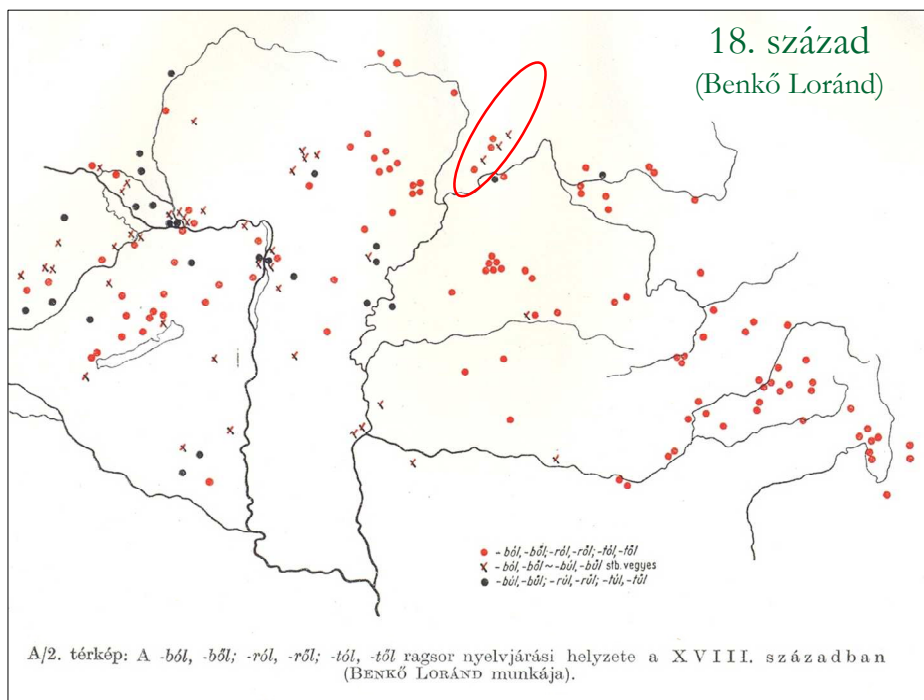 18. század
(Benkő Loránd)
- ból, -ből; -ról, -ről; -tól, -től
- ból, -ből ~ -búl, -bűl stb. vegyes
- búl, -bűl; - rúl, -rűl; -túl, -tűl
A/2. térkép: A -ból, -ből; -ról, -ről; -tól, -től ragsor nyelvjárási helyzete a XVIII. században
(BENKŐ LORÁND munkája).